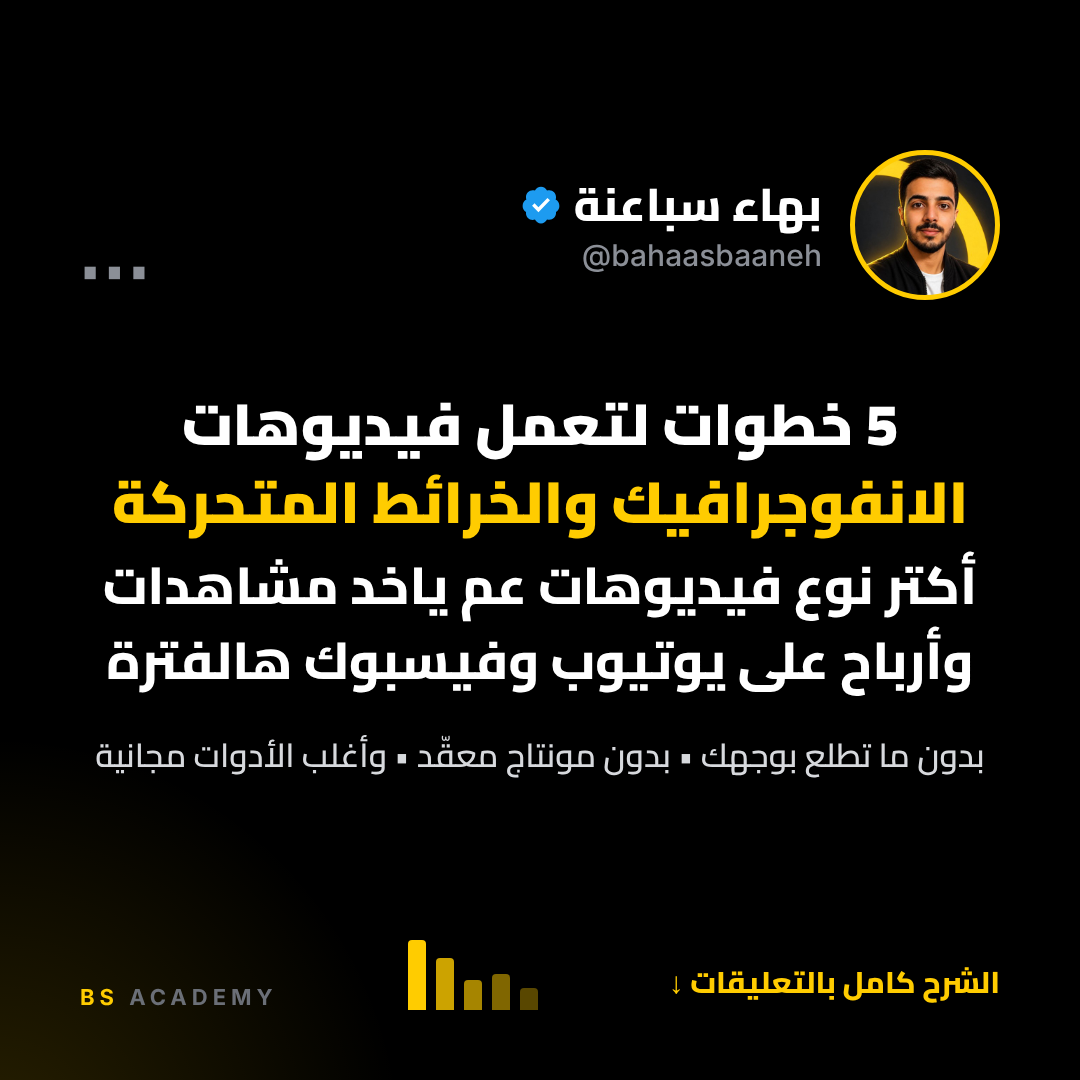 بهاء سباعنة
@bahaasbaaneh
...
5 خطوات لتعمل فيديوهات
الانفوجرافيك والخرائط المتحركة
أكتر نوع فيديوهات عم ياخد مشاهدات
وأرباح على يوتيوب وفيسبوك هالفترة
بدون ما تطلع بوجهك ▪ بدون مونتاج معقّد ▪ وأغلب الأدوات مجانية
الشرح كامل بالتعليقات ↓
BS ACADEMY